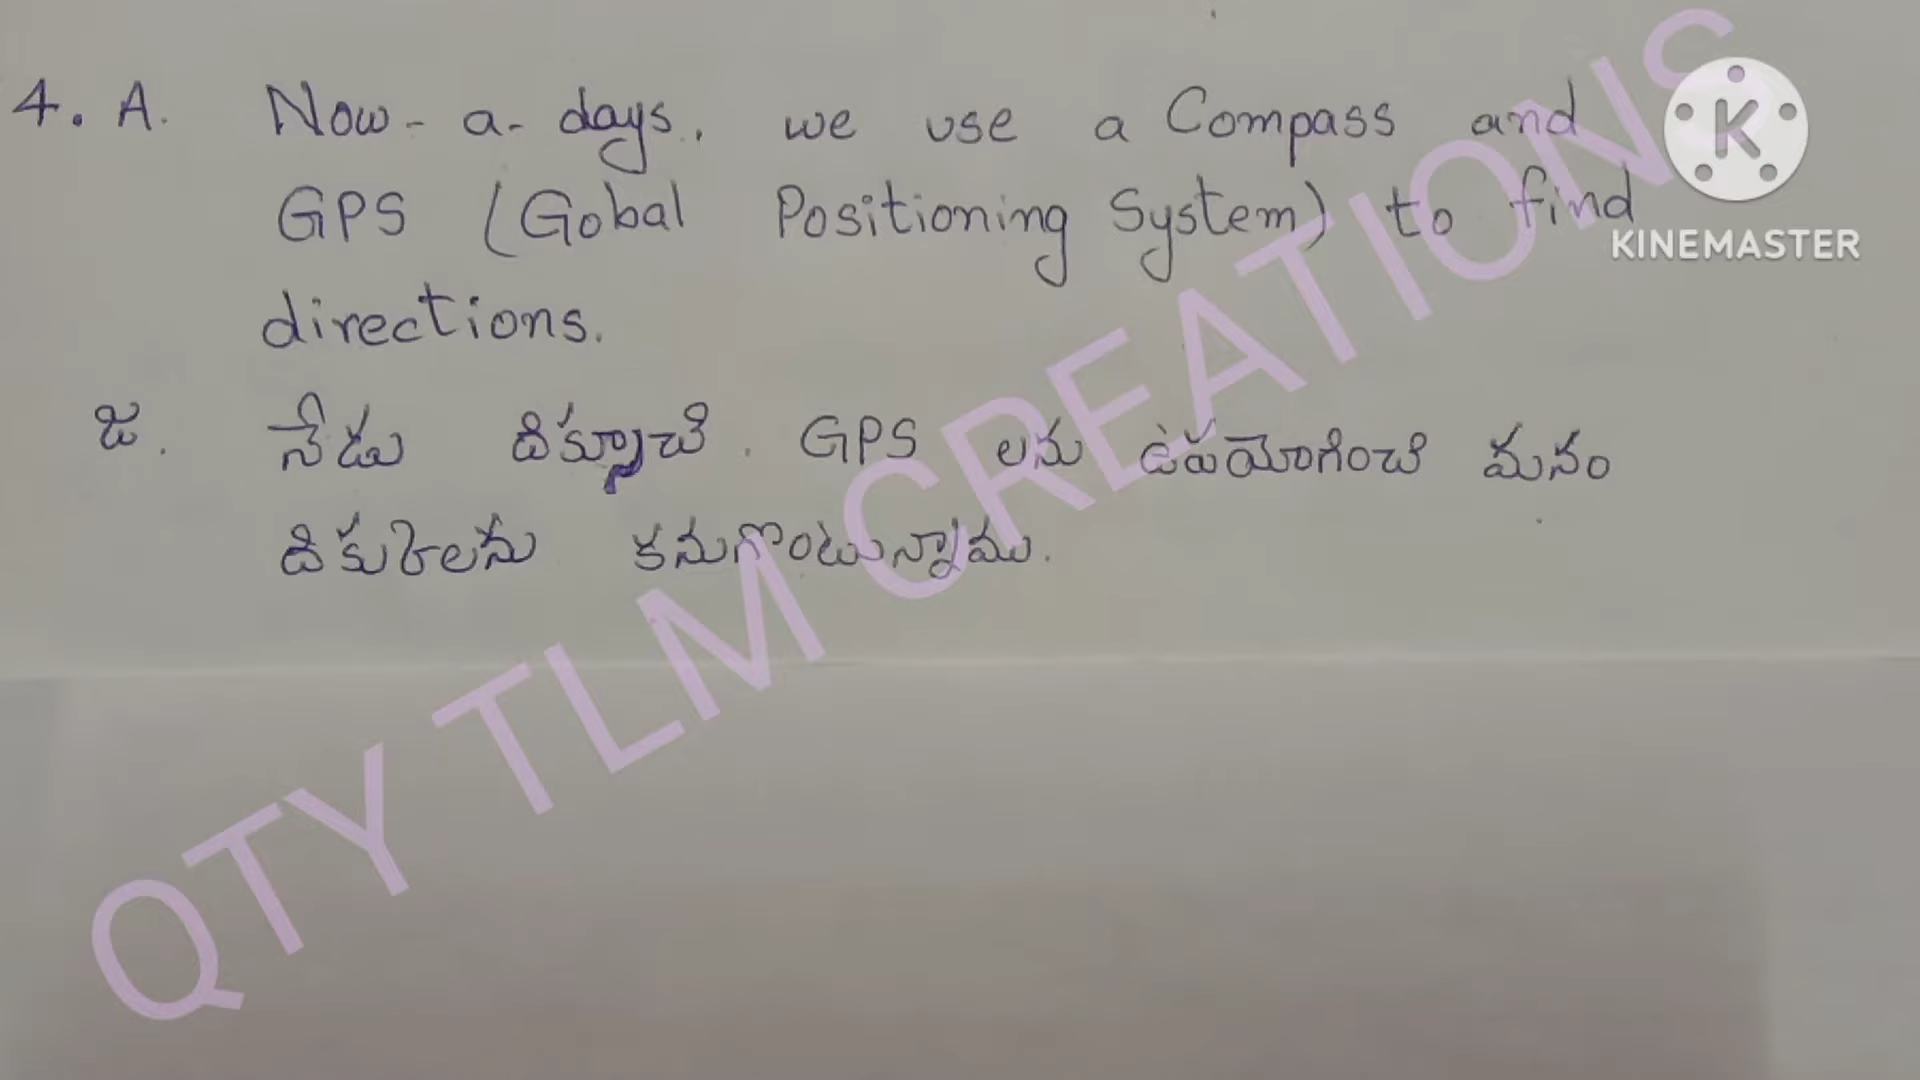 4. A. Now-a-days, we use a Compass and
GPS (Gobal Positioning System) to find
directions.
జ. నేడు దిక్సూచి. GPS లను ఉపయోగించి మనం
దికుకలను కనుగొంటున్నాము.
QTY TLM CREATIONS
K
KINEMASTER